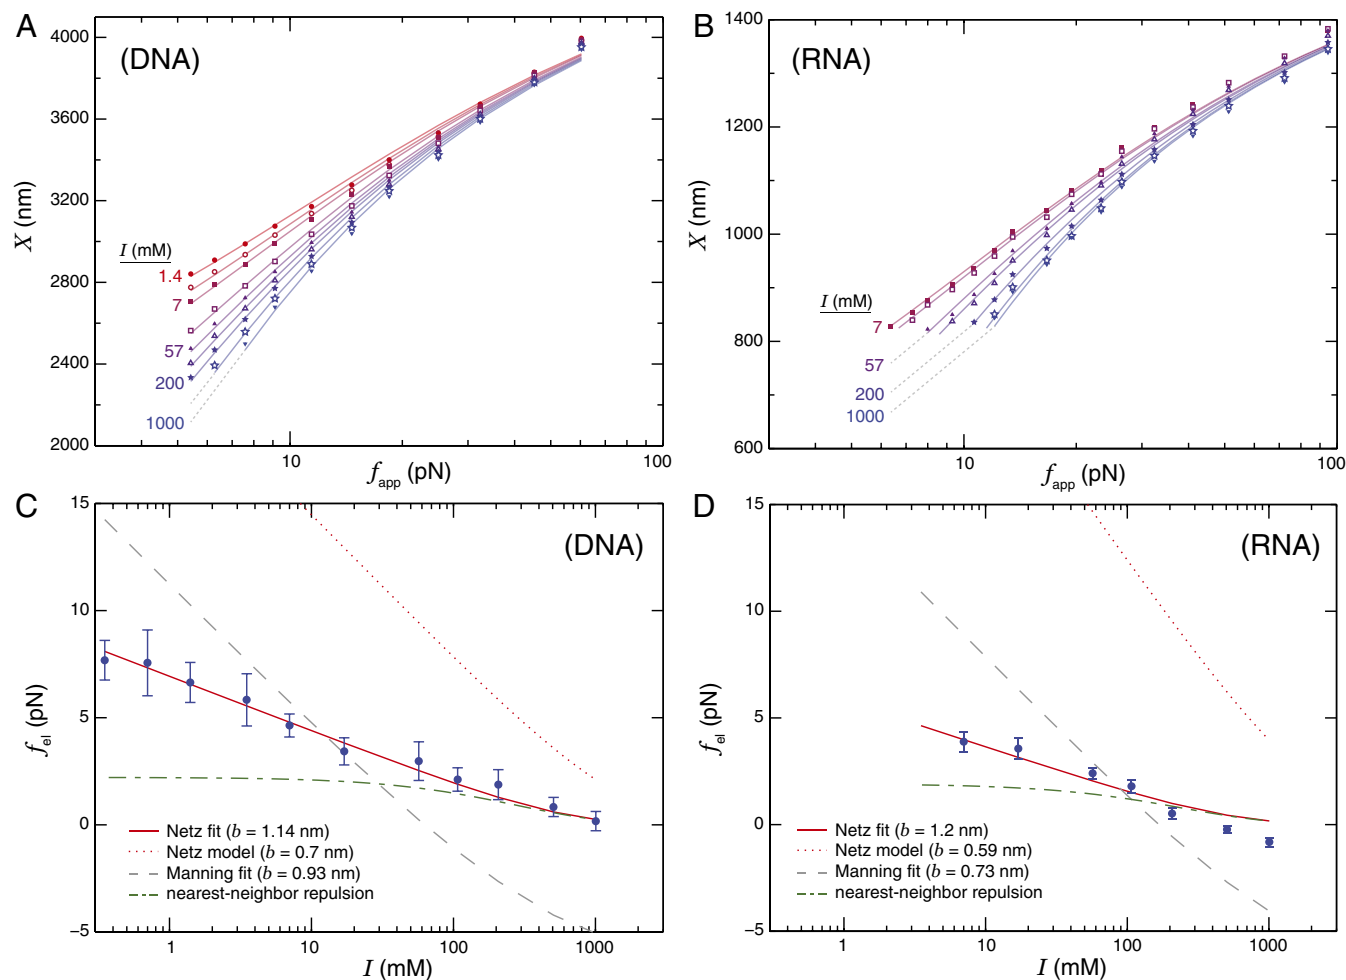 A
(DNA)
4000
3600
3200
2800
2400
2000
X (nm)
I (mM)
1.4
7
57
200
1000
10
100
f_app (pN)
B
(RNA)
1400
1200
1000
800
600
X (nm)
I (mM)
7
57
200
1000
10
100
f_app (pN)
C
(DNA)
15
10
5
0
−5
f_el (pN)
Netz fit (b = 1.14 nm)
Netz model (b = 0.7 nm)
Manning fit (b = 0.93 nm)
nearest-neighbor repulsion
1
10
100
1000
I (mM)
D
(RNA)
15
10
5
0
−5
f_el (pN)
Netz fit (b = 1.2 nm)
Netz model (b = 0.59 nm)
Manning fit (b = 0.73 nm)
nearest-neighbor repulsion
1
10
100
1000
I (mM)